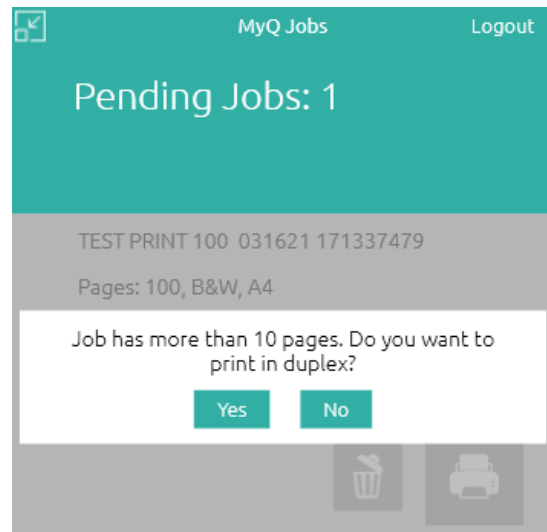 MyQ Jobs Logout
Pending Jobs: 1
TEST PRINT 100 031621 171337479
Pages: 100, B&W, A4
Job has more than 10 pages. Do you want to
print in duplex?
Yes No